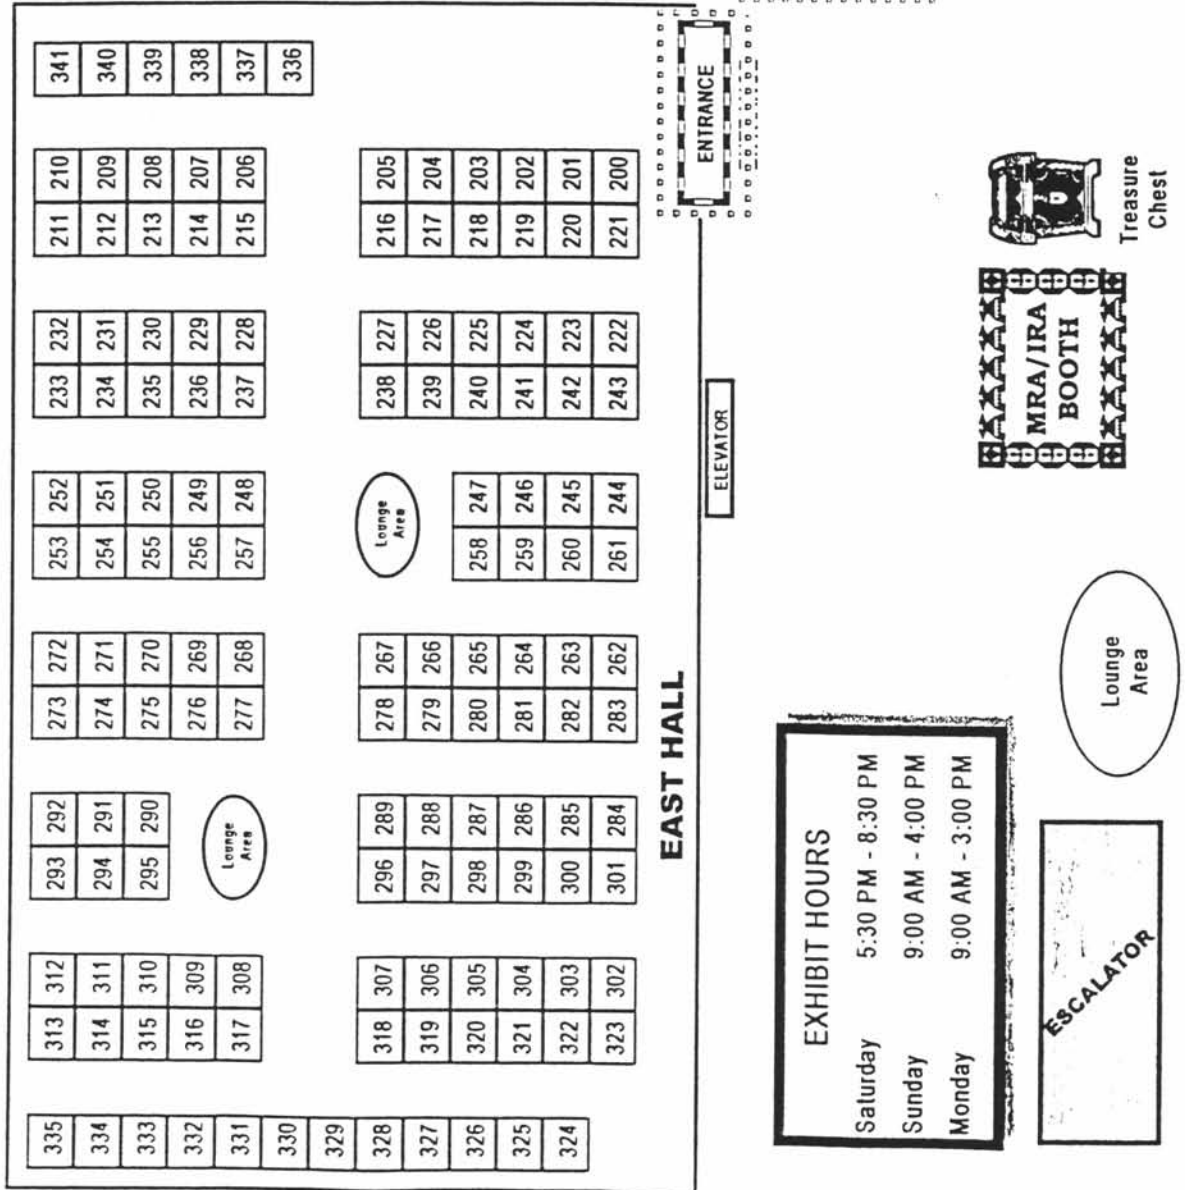 335 313 312 293 292 273 272 253 252 233 232 211 210 341
334 314 311 294 291 274 271 254 251 234 231 212 209 340
333 315 310 295 290 275 270 255 250 235 230 213 208 339
332 316 309 276 269 256 249 236 229 214 207 338
331 317 308 277 268 257 248 237 228 215 206 337
Lounge
Area
330 336
329
328 318 307 296 289 278 267 238 227 216 205
Lounge
Area
327 319 306 297 288 279 266 239 226 217 204
326 320 305 298 287 280 265 258 247 240 225 218 203
325 321 304 299 286 281 264 259 246 241 224 219 202
324 322 303 300 285 282 263 260 245 242 223 220 201
323 302 301 284 283 262 261 244 243 222 221 200
EAST HALL
ELEVATOR
ENTRANCE
EXHIBIT HOURS
Saturday 5:30 PM - 8:30 PM
Sunday 9:00 AM - 4:00 PM
Monday 9:00 AM - 3:00 PM
MRA/IRA
BOOTH
Treasure
Chest
ESCALATOR
Lounge
Area